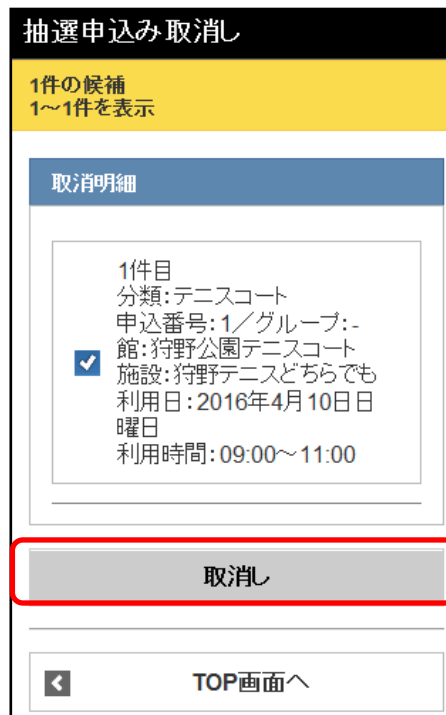 抽選申込み取消し
1件の候補
1～1件を表示
取消明細
1件目
分類:テニスコート
申込番号:1／グループ:-
館:狩野公園テニスコート
施設:狩野テニスどちらでも
利用日:2016年4月10日日
曜日
利用時間:09:00～11:00
取消し
TOP画面へ